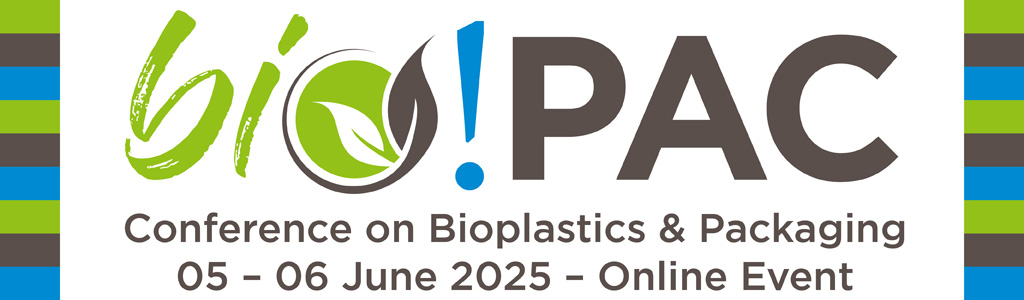 bio!PAC
Conference on Bioplastics & Packaging
05 – 06 June 2025 – Online Event